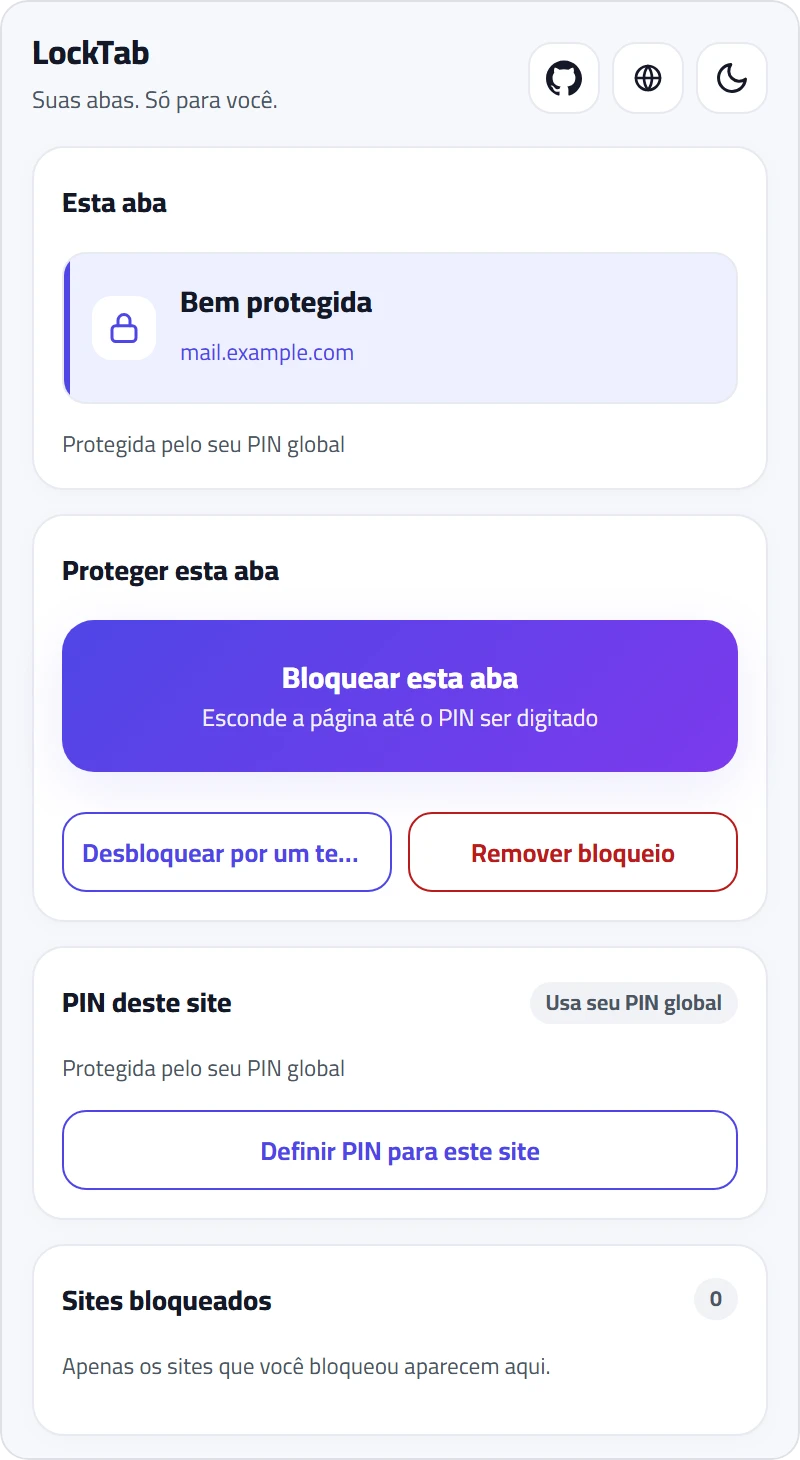 LockTab
Suas abas. Só para você.
Esta aba
Bem protegida
mail.example.com
Protegida pelo seu PIN global
Proteger esta aba
Bloquear esta aba
Esconde a página até o PIN ser digitado
Desbloquear por um te...
Remover bloqueio
PIN deste site
Usa seu PIN global
Protegida pelo seu PIN global
Definir PIN para este site
Sites bloqueados
0
Apenas os sites que você bloqueou aparecem aqui.